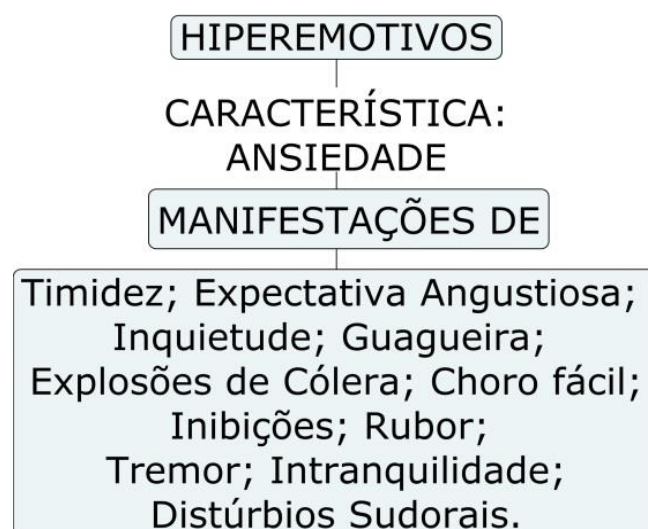 HIPEREMOTIVOS
CARACTERÍSTICA:
ANSIEDADE
MANIFESTAÇÕES DE
Timidez; Expectativa Angustiosa;
Inquietude; Guagueira;
Explosões de Cólera; Choro fácil;
Inibições; Rubor;
Tremor; Intranquilidade;
Distúrbios Sudorais.